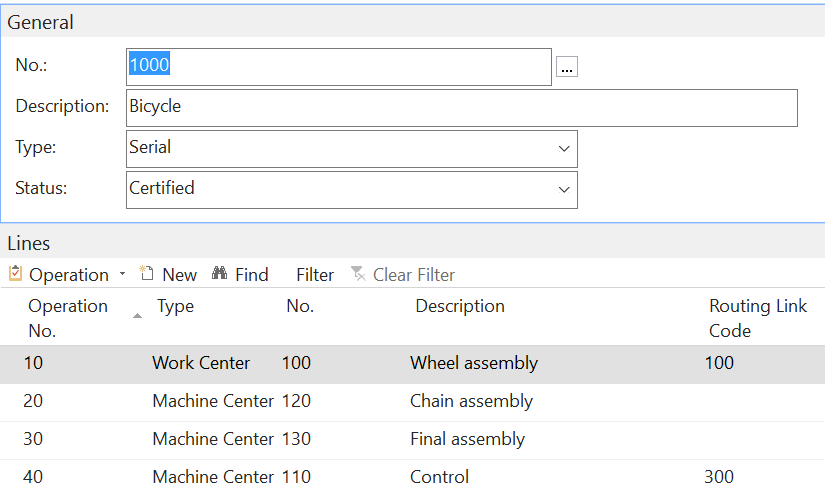 General
No.: 1000 ...
Description: Bicycle
Type: Serial
Status: Certified
Lines
Operation New Find Filter Clear Filter
Operation No. Type No. Description Routing Link Code
10 Work Center 100 Wheel assembly 100
20 Machine Center 120 Chain assembly
30 Machine Center 130 Final assembly
40 Machine Center 110 Control 300